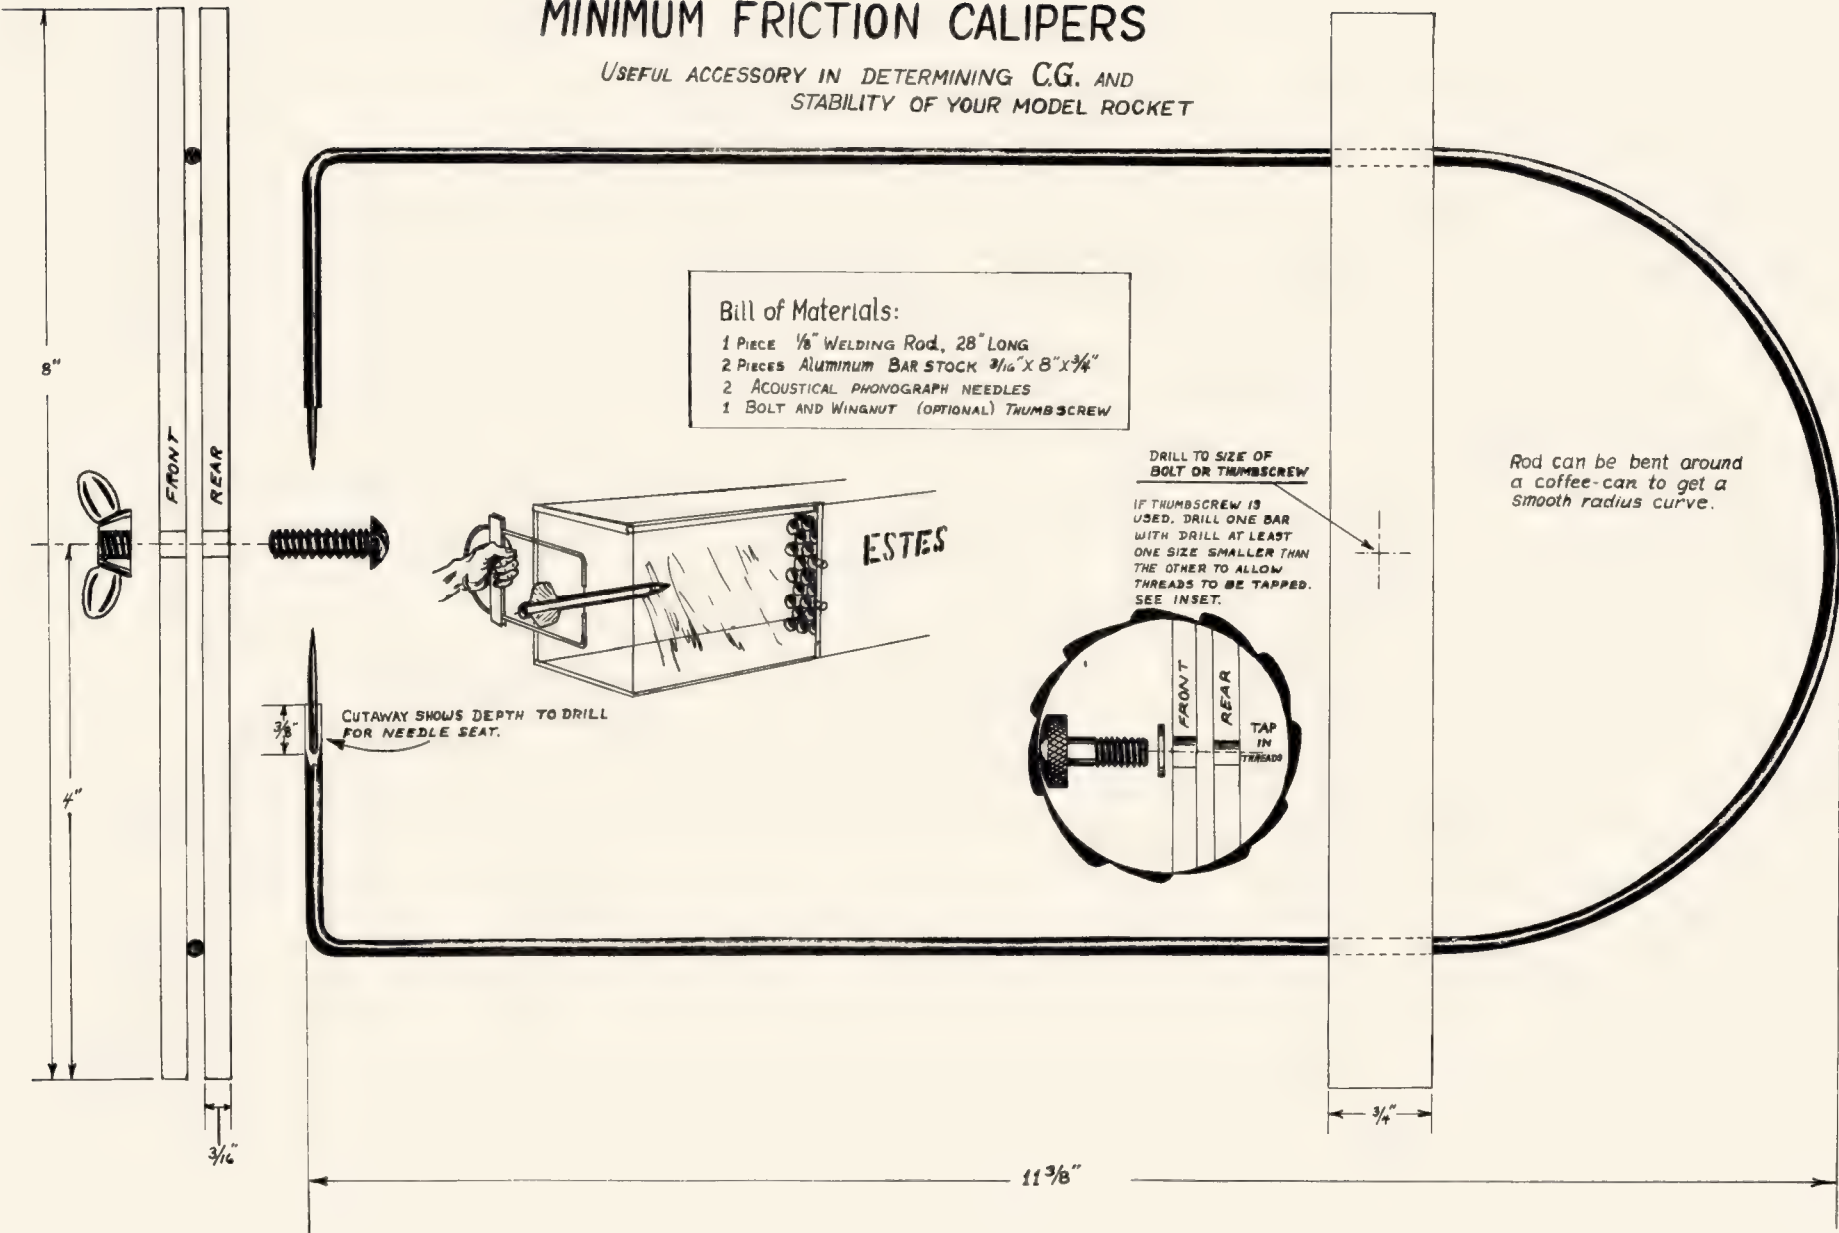 MINIMUM FRICTION CALIPERS
USEFUL ACCESSORY IN DETERMINING C.G. AND
STABILITY OF YOUR MODEL ROCKET
Bill of Materials:
1 PIECE 1/8" WELDING Rod, 28" LONG
2 PIECES Aluminum BAR STOCK 3/16" X 8" X 3/4"
2 ACOUSTICAL PHONOGRAPH NEEDLES
1 BOLT AND WINGNUT (OPTIONAL) THUMBSCREW
8"
FRONT
REAR
4"
3/16"
3/8"
CUTAWAY SHOWS DEPTH TO DRILL
FOR NEEDLE SEAT.
ESTES
DRILL TO SIZE OF
BOLT OR THUMBSCREW
IF THUMBSCREW IS
USED, DRILL ONE BAR
WITH DRILL AT LEAST
ONE SIZE SMALLER THAN
THE OTHER TO ALLOW
THREADS TO BE TAPPED.
SEE INSET.
FRONT
REAR
TAP
IN
THREADS
Rod can be bent around
a coffee-can to get a
smooth radius curve.
3/4"
11 3/8"